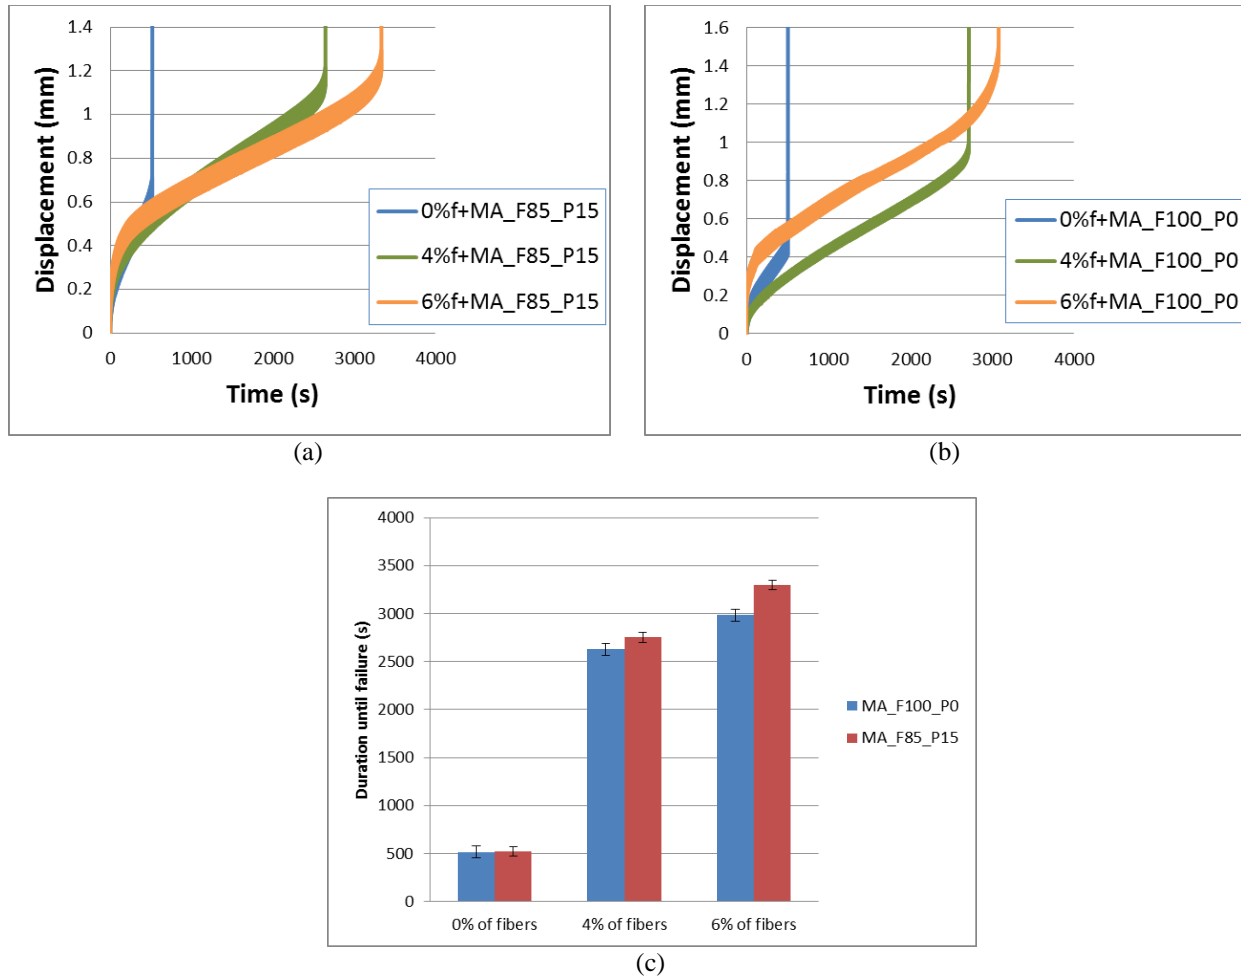 1.4
1.2
1
0.8
0.6
0.4
0.2
0
Displacement (mm)
0 1000 2000 3000 4000
Time (s)
0%f+MA_F85_P15
4%f+MA_F85_P15
6%f+MA_F85_P15
(a)
1.6
1.4
1.2
1
0.8
0.6
0.4
0.2
0
Displacement (mm)
0 1000 2000 3000 4000
Time (s)
0%f+MA_F100_P0
4%f+MA_F100_P0
6%f+MA_F100_P0
(b)
4000
3500
3000
2500
2000
1500
1000
500
0
Duration until failure (s)
0% of fibers 4% of fibers 6% of fibers
MA_F100_P0
MA_F85_P15
(c)